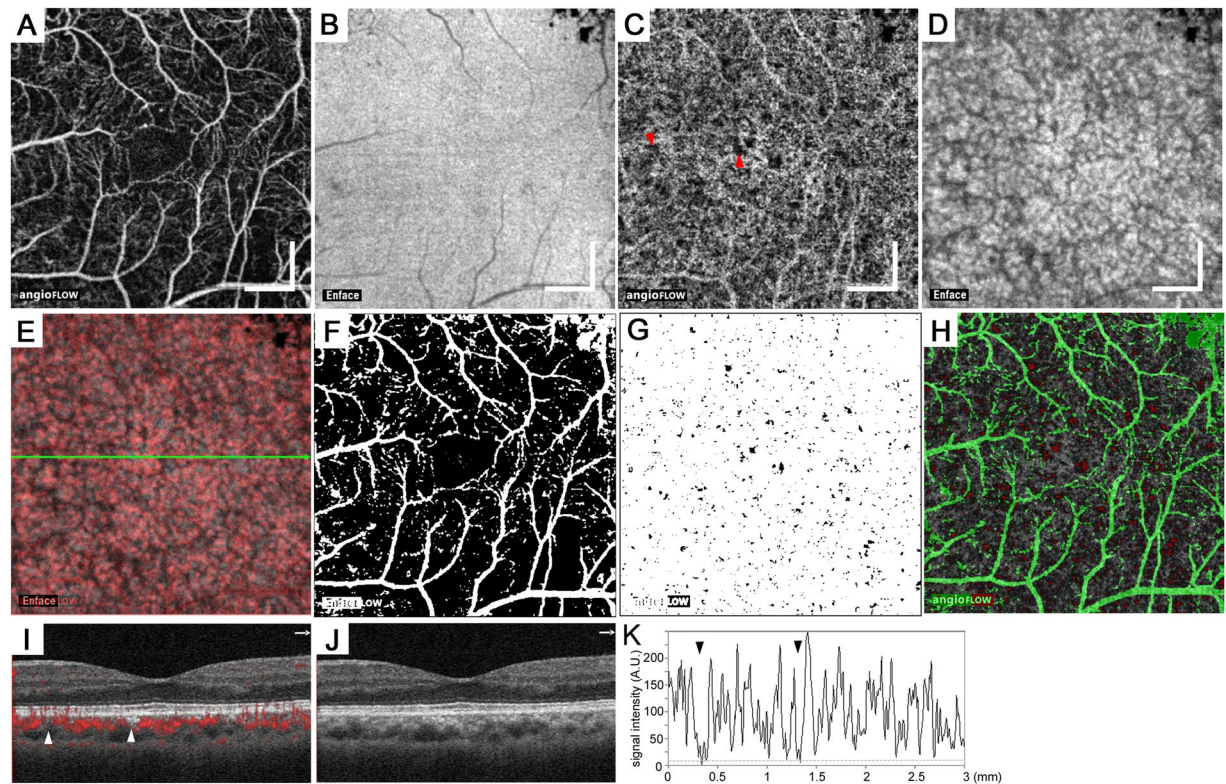 A
B
C
D
angioFLOW
Enface
angioFLOW
Enface
E
F
G
H
Enface LOW
LOW
LOW
angioFLOW
I
J
K
signal intensity (A.U.)
200
150
100
50
0
0
0.5
1
1.5
2
2.5
3 (mm)